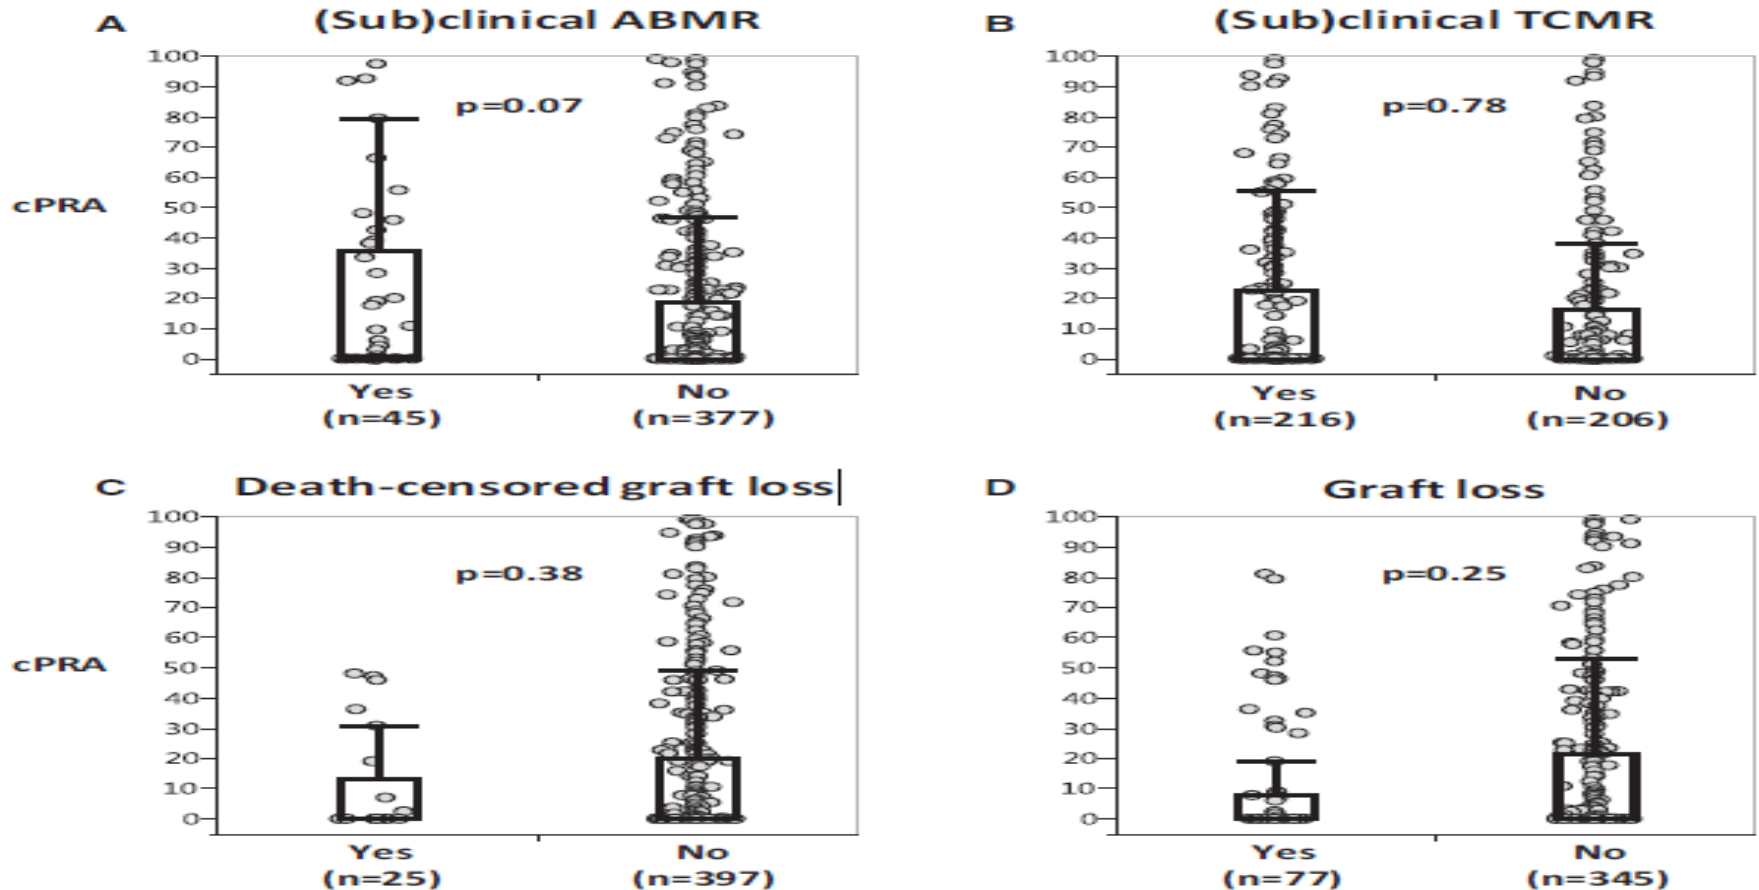 A (Sub)clinical ABMR
100
90
80
70
60
50
40
30
20
10
0
cPRA
p=0.07
Yes No
(n=45) (n=377)
B (Sub)clinical TCMR
100
90
80
70
60
50
40
30
20
10
0
p=0.78
Yes No
(n=216) (n=206)
C Death-censored graft loss
100
90
80
70
60
50
40
30
20
10
0
cPRA
p=0.38
Yes No
(n=25) (n=397)
D Graft loss
100
90
80
70
60
50
40
30
20
10
0
p=0.25
Yes No
(n=77) (n=345)